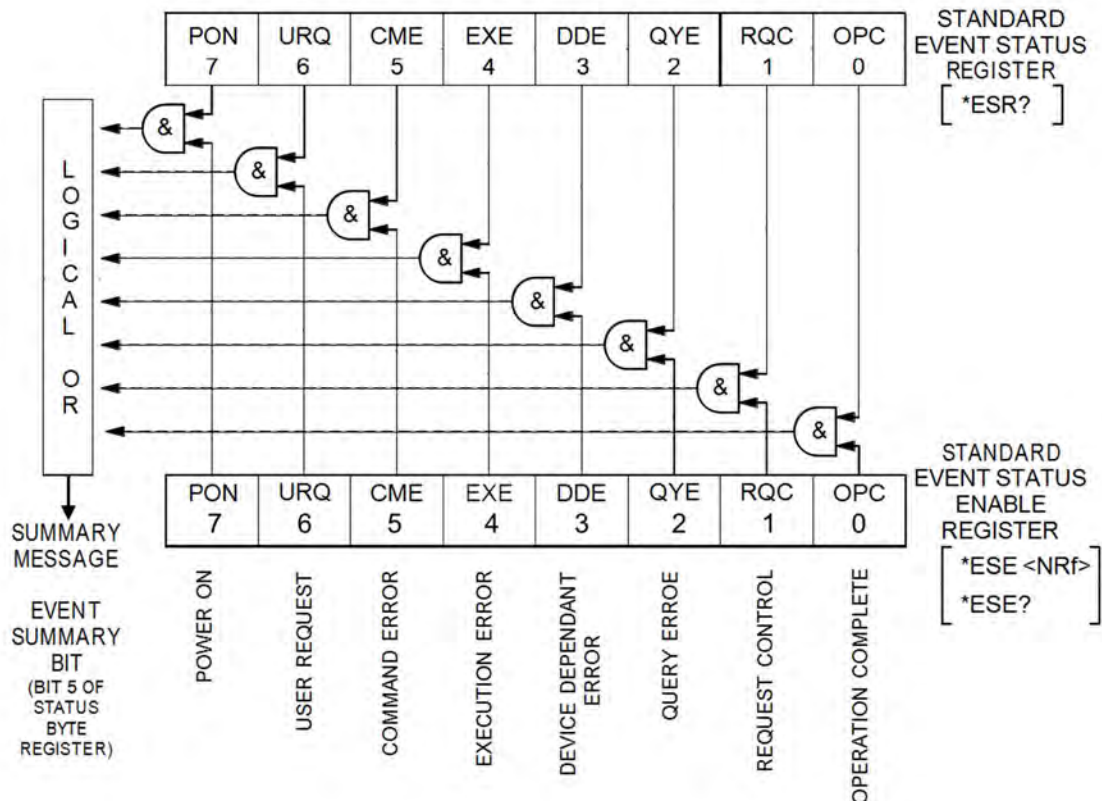 PON URQ CME EXE DDE QYE RQC OPC
7 6 5 4 3 2 1 0
STANDARD
EVENT STATUS
REGISTER
*ESR?
&
&
&
&
&
&
&
&
LOGICAL OR
PON URQ CME EXE DDE QYE RQC OPC
7 6 5 4 3 2 1 0
STANDARD
EVENT STATUS
ENABLE
REGISTER
*ESE <NRf>
*ESE?
SUMMARY
MESSAGE
EVENT
SUMMARY
BIT
(BIT 5 OF
STATUS
BYTE
REGISTER)
POWER ON
USER REQUEST
COMMAND ERROR
EXECUTION ERROR
DEVICE DEPENDANT
ERROR
QUERY ERROE
REQUEST CONTROL
OPERATION COMPLETE